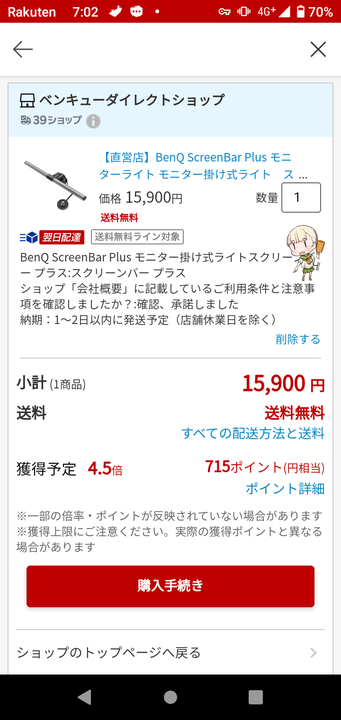 Rakuten 7:02 4G+ 70%
ベンキューダイレクトショップ
39ショップ
【直営店】BenQ ScreenBar Plus モニ
ターライト モニター掛け式ライト ス ...
価格 15,900円 数量 1
送料無料
翌日配達 送料無料ライン対象
BenQ ScreenBar Plus モニター掛け式ライトスクリー
ー プラス:スクリーンバー プラス
ショップ「会社概要」に記載しているご利用条件と注意事
項を確認しましたか?:確認、承諾しました
納期:1~2日以内に発送予定(店舗休業日を除く)
削除する
小計 (1商品) 15,900 円
送料 送料無料
すべての配送方法と送料
獲得予定 4.5倍 715ポイント(円相当)
ポイント詳細
※一部の倍率・ポイントが反映されていない場合があります
※獲得上限にご注意ください。実際の獲得ポイントと異なる
場合があります
購入手続き
ショップのトップページへ戻る